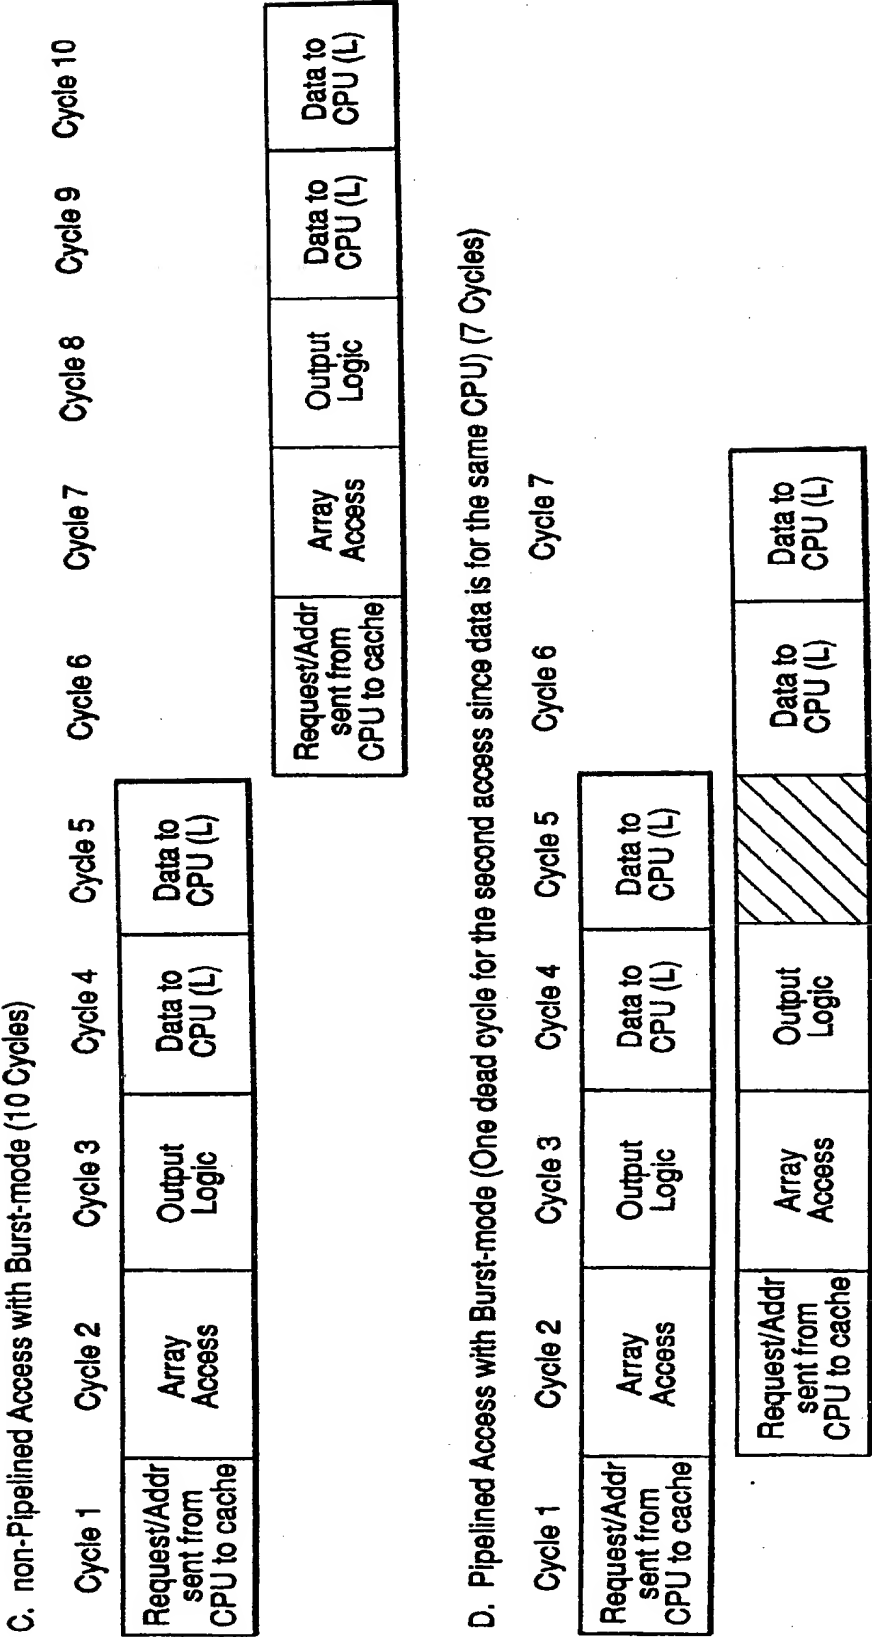 C. non-Pipelined Access with Burst-mode (10 Cycles)
Cycle 1
Cycle 2
Cycle 3
Cycle 4
Cycle 5
Cycle 6
Cycle 7
Cycle 8
Cycle 9
Cycle 10
Request/Addr
sent from
CPU to cache
Array
Access
Output
Logic
Data to
CPU (L)
Data to
CPU (L)
Request/Addr
sent from
CPU to cache
Array
Access
Output
Logic
Data to
CPU (L)
Data to
CPU (L)
D. Pipelined Access with Burst-mode (One dead cycle for the second access since data is for the same CPU) (7 Cycles)
Cycle 1
Cycle 2
Cycle 3
Cycle 4
Cycle 5
Cycle 6
Cycle 7
Request/Addr
sent from
CPU to cache
Array
Access
Output
Logic
Data to
CPU (L)
Data to
CPU (L)
Request/Addr
sent from
CPU to cache
Array
Access
Output
Logic
Data to
CPU (L)
Data to
CPU (L)